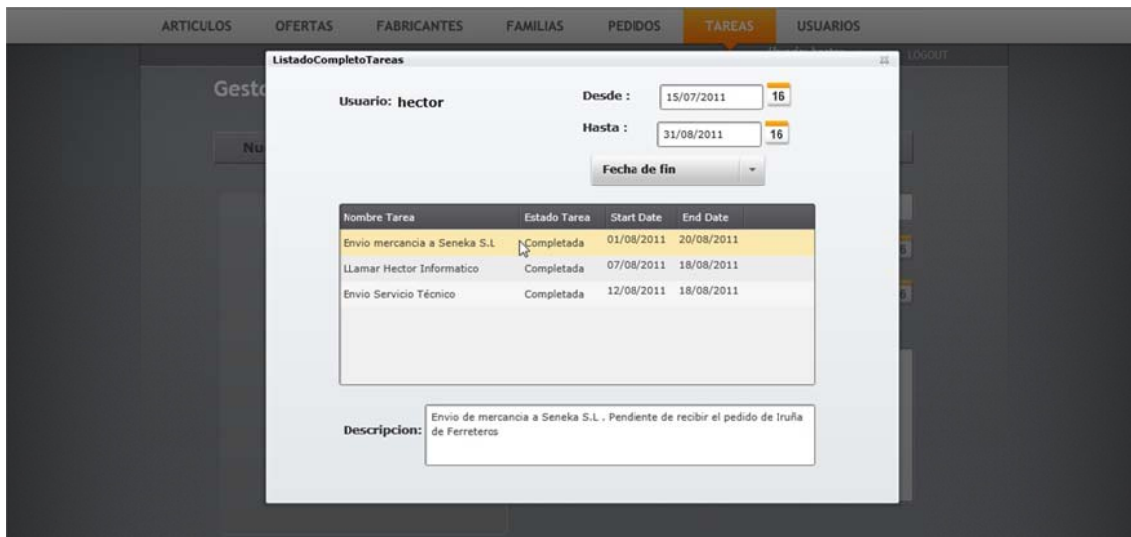 ARTICULOS OFERTAS FABRICANTES FAMILIAS PEDIDOS TAREAS USUARIOS
LOGOUT
ListadoCompletoTareas
Gesto
Usuario: hector
Desde : 15/07/2011 16
Hasta : 31/08/2011 16
Nu
Fecha de fin
Nombre Tarea Estado Tarea Start Date End Date
Envio mercancia a Seneka S.L Completada 01/08/2011 20/08/2011
LLamar Hector Informatico Completada 07/08/2011 18/08/2011
Envio Servicio Técnico Completada 12/08/2011 18/08/2011
Envio de mercancia a Seneka S.L . Pendiente de recibir el pedido de Iruña
Descripcion: de Ferreteros